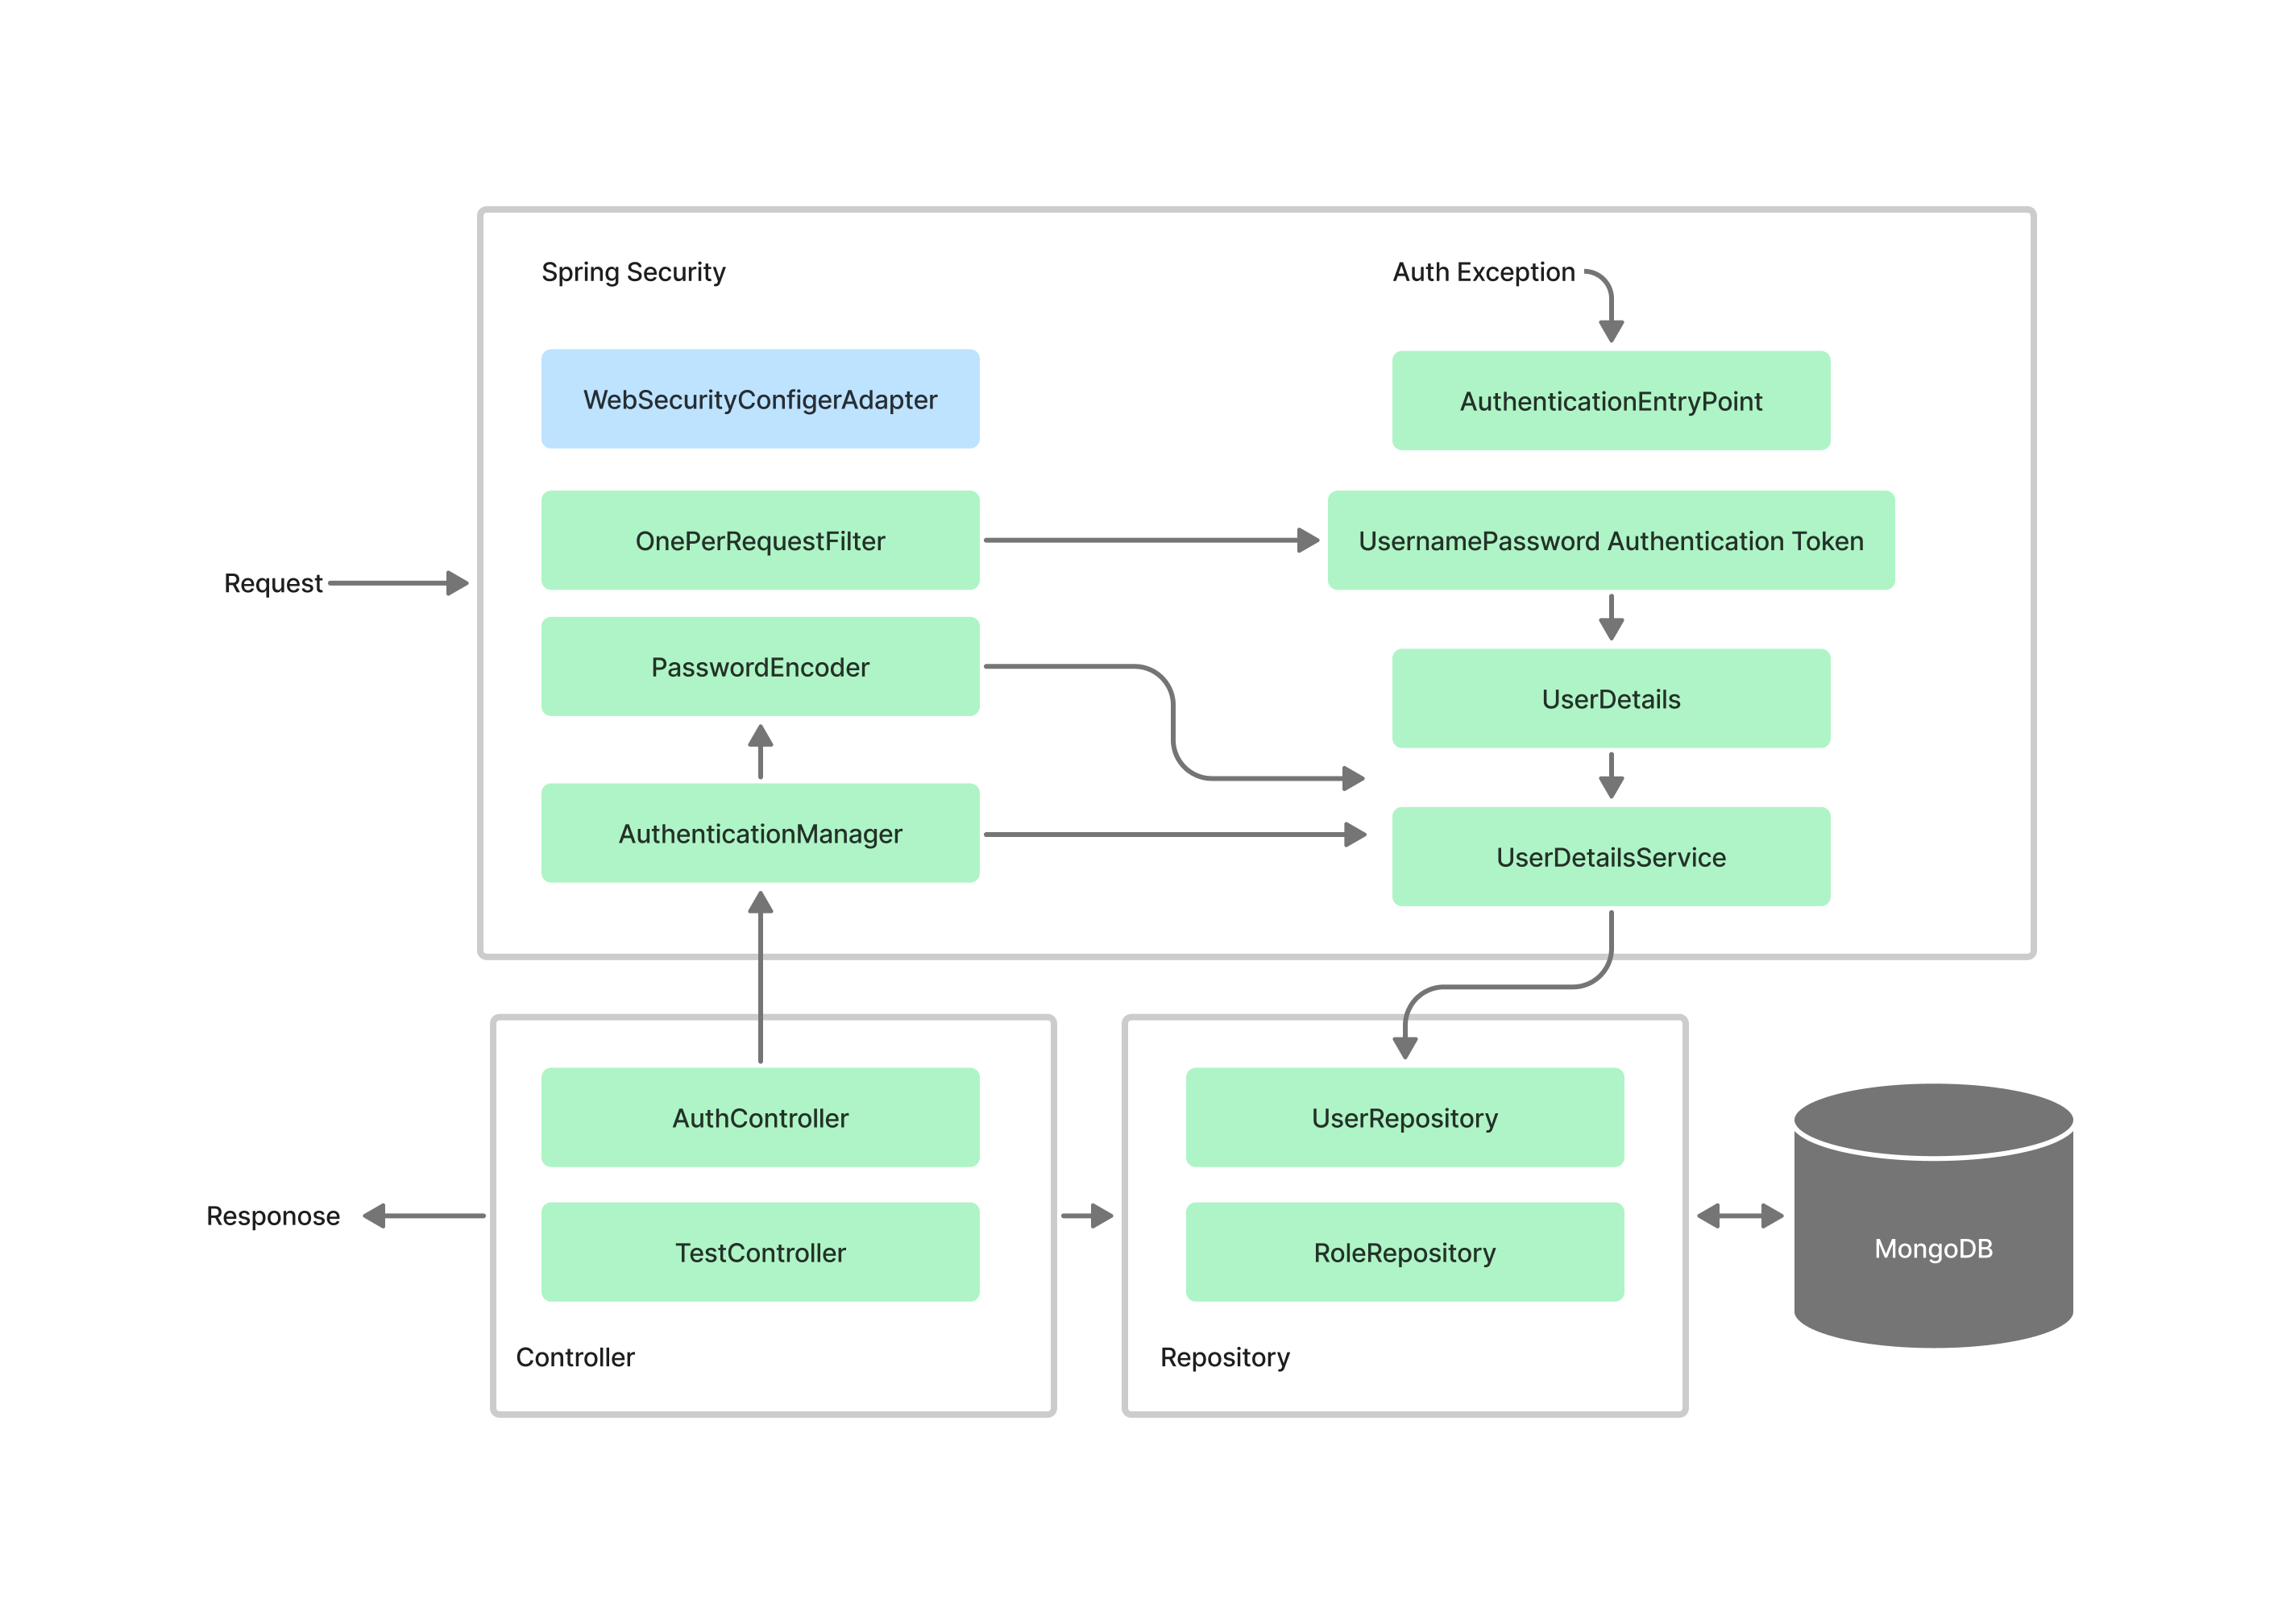 Spring Security
Auth Exception
WebSecurityConfigerAdapter
AuthenticationEntryPoint
OnePerRequestFilter
UsernamePassword Authentication Token
Request
PasswordEncoder
UserDetails
AuthenticationManager
UserDetailsService
AuthController
UserRepository
Responose
TestController
RoleRepository
MongoDB
Controller
Repository